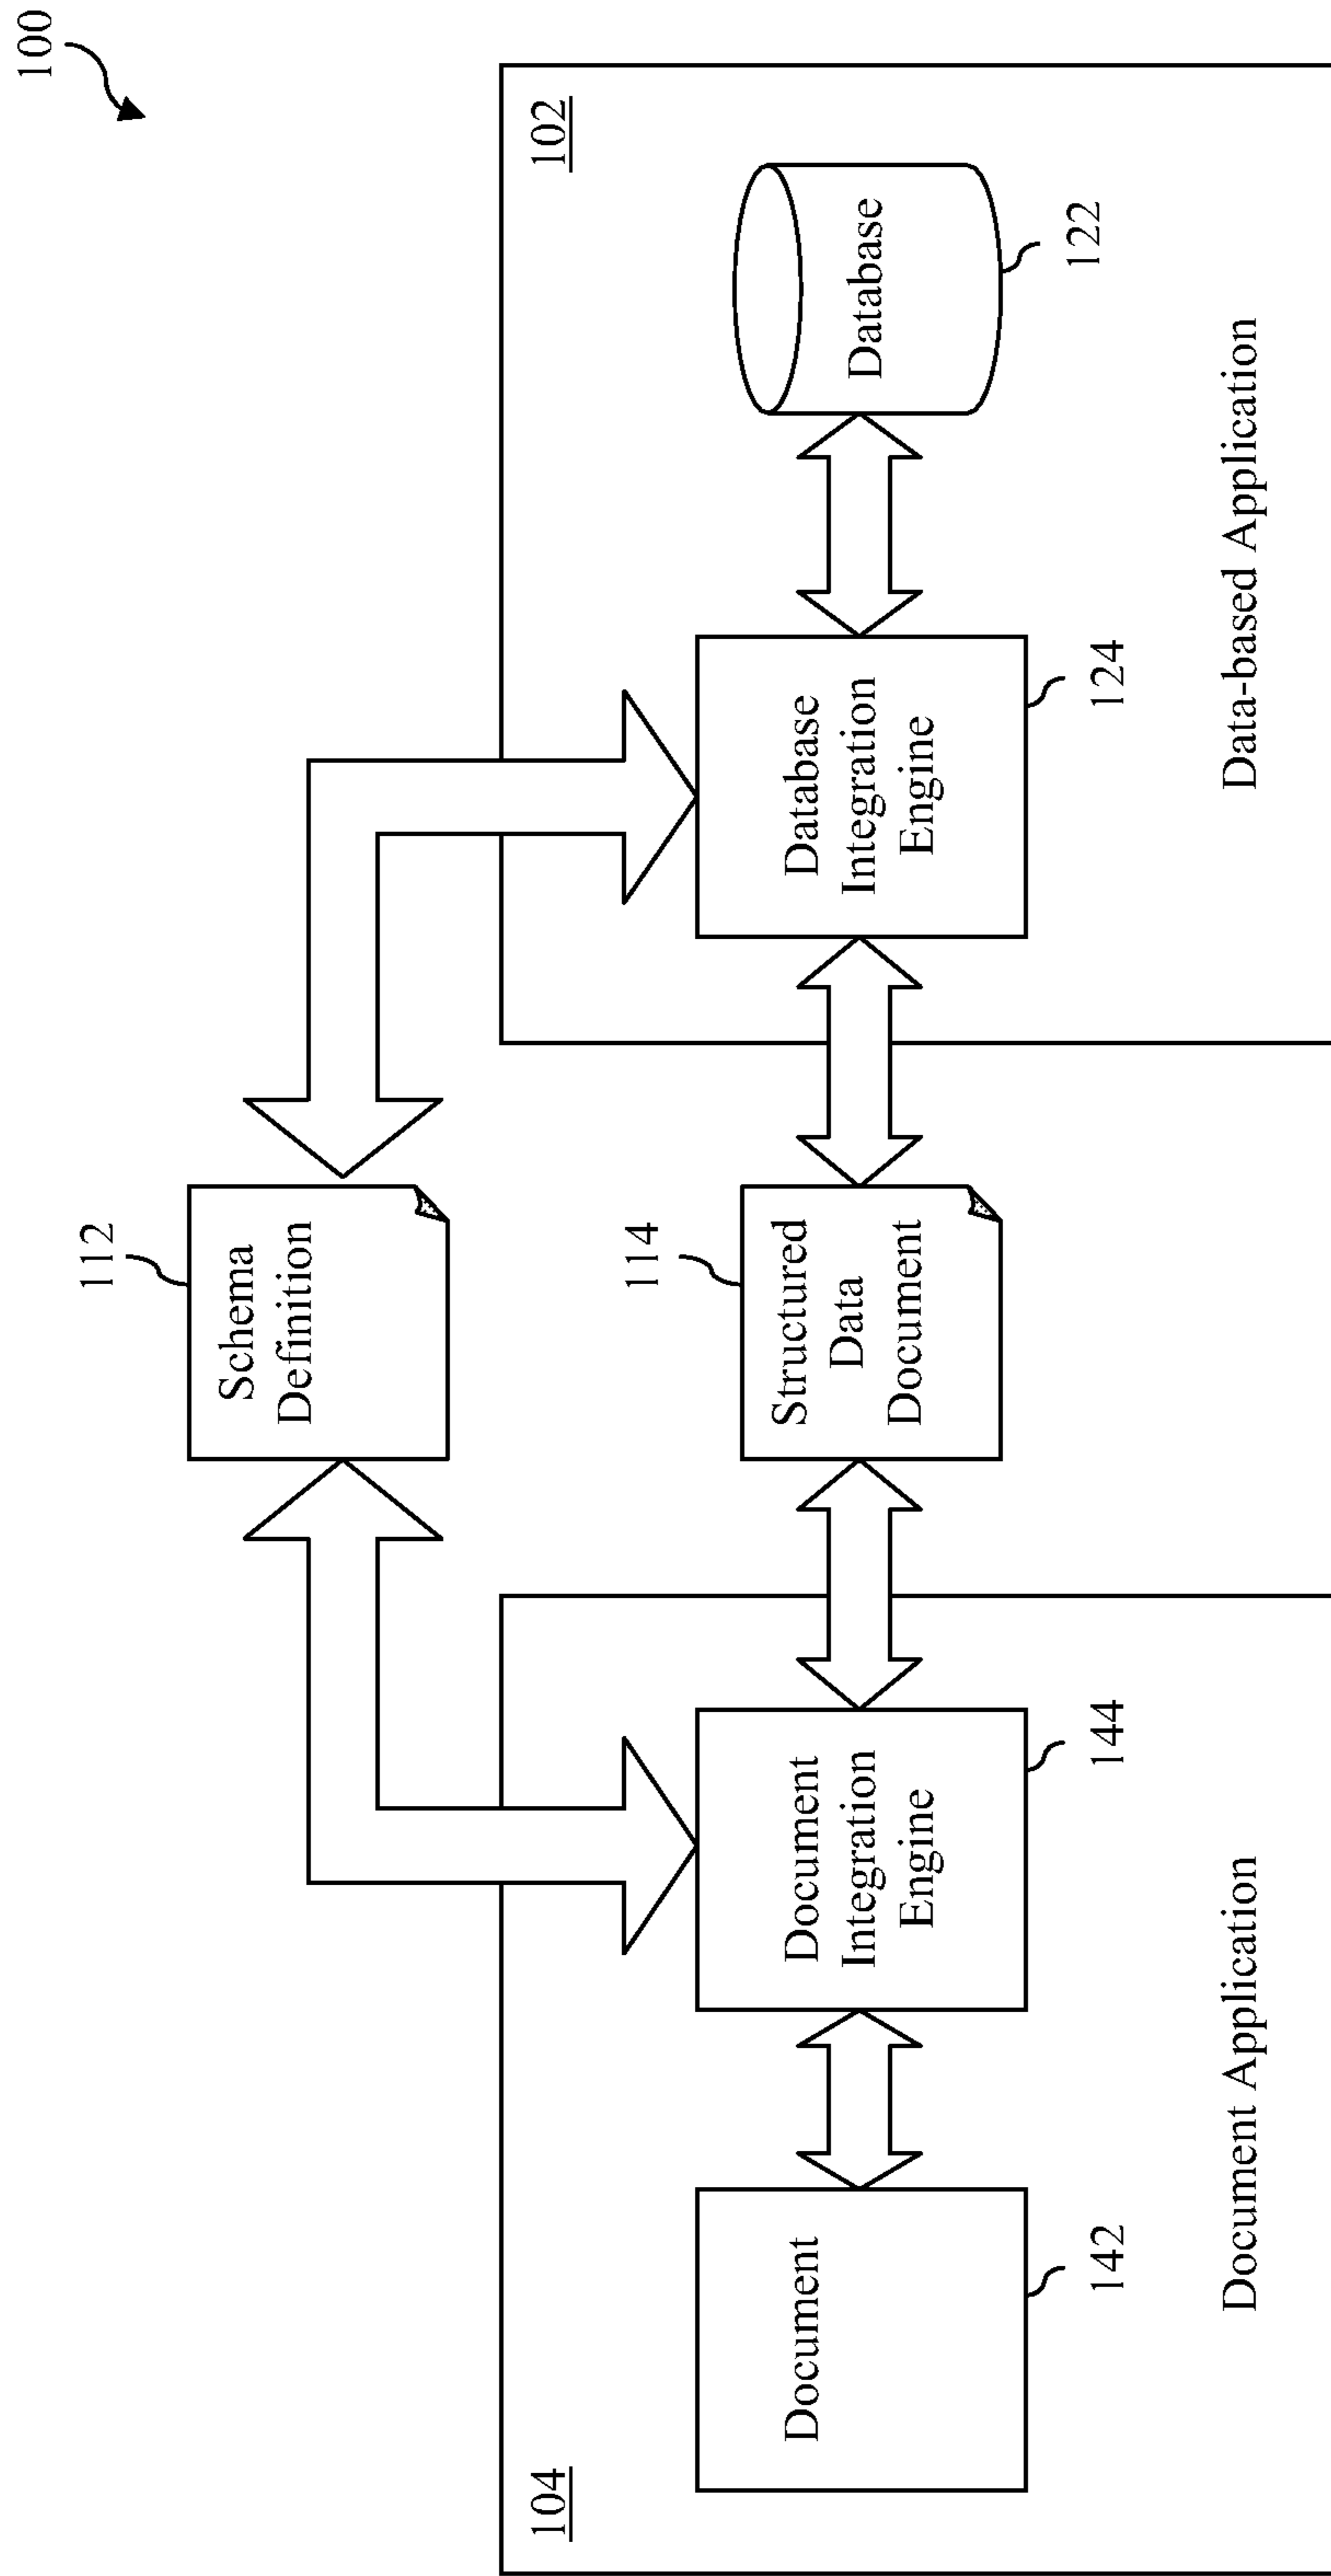 100
112
Schema
Definition
104
102
114
Document
Document
Integration
Engine
Structured
Data
Document
Database
Integration
Engine
Database
142
144
124
122
Document Application
Data-based Application